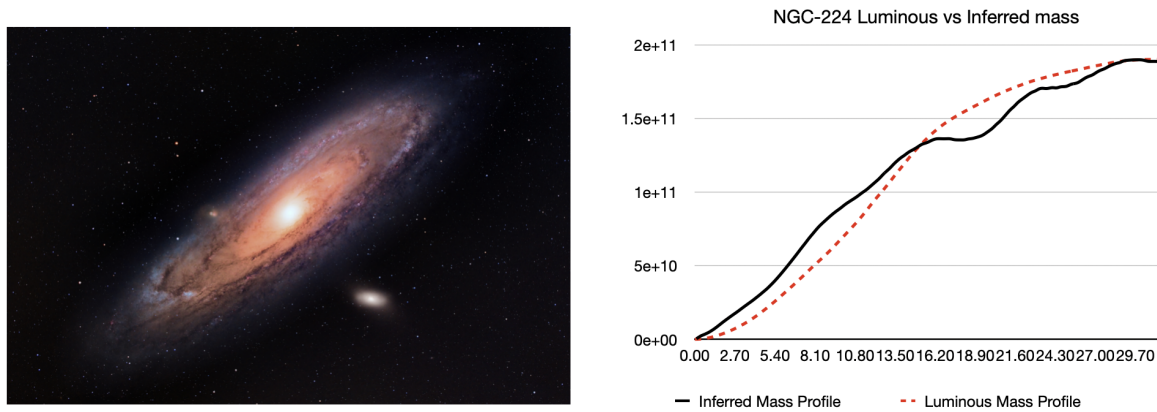 NGC-224 Luminous vs Inferred mass
2e+11
1.5e+11
1e+11
5e+10
0e+00
0.00 2.70 5.40 8.10 10.80 13.50 16.20 18.90 21.60 24.30 27.00 29.70
Inferred Mass Profile Luminous Mass Profile